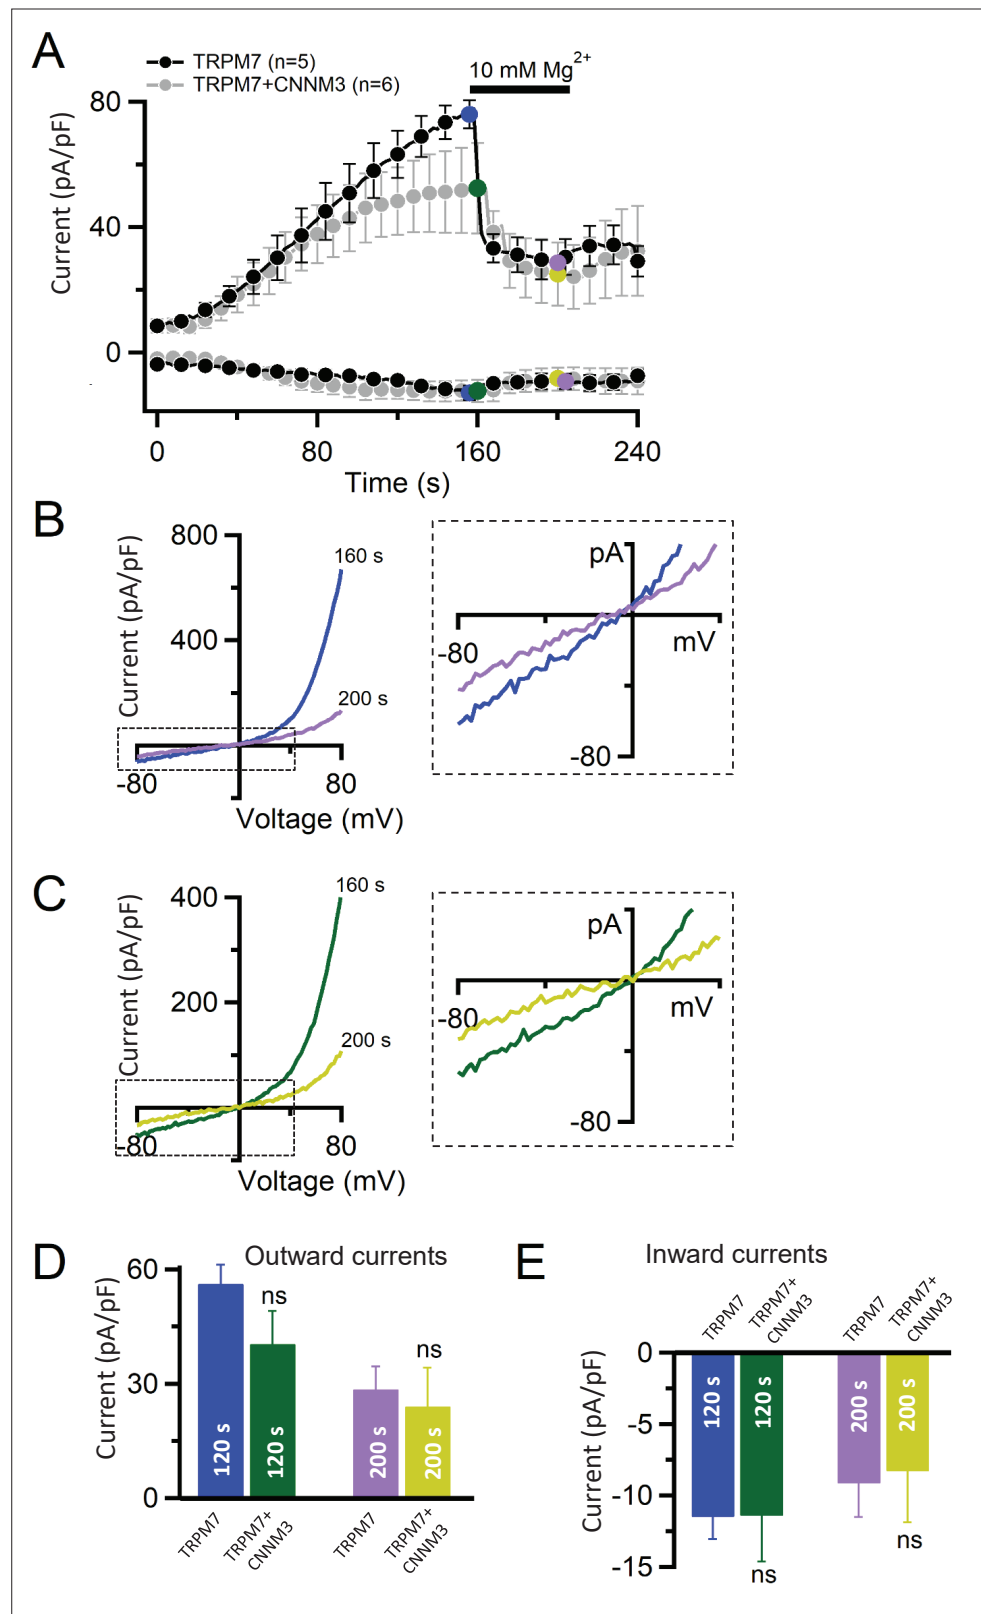 A
TRPM7 (n=5)
TRPM7+CNNM3 (n=6)
10 mM Mg2+
80
40
0
Current (pA/pF)
0
80
160
240
Time (s)
B
800
400
Current (pA/pF)
160 s
200 s
-80
80
Voltage (mV)
pA
-80
mV
-80
C
400
200
Current (pA/pF)
160 s
200 s
-80
80
Voltage (mV)
pA
-80
mV
-80
D
Outward currents
60
30
0
Current (pA/pF)
ns
ns
120 s
120 s
200 s
200 s
TRPM7
TRPM7+
CNNM3
TRPM7
TRPM7+
CNNM3
E
Inward currents
TRPM7
TRPM7+
CNNM3
TRPM7
TRPM7+
CNNM3
0
-5
-10
-15
Current (pA/pF)
120 s
120 s
200 s
200 s
ns
ns